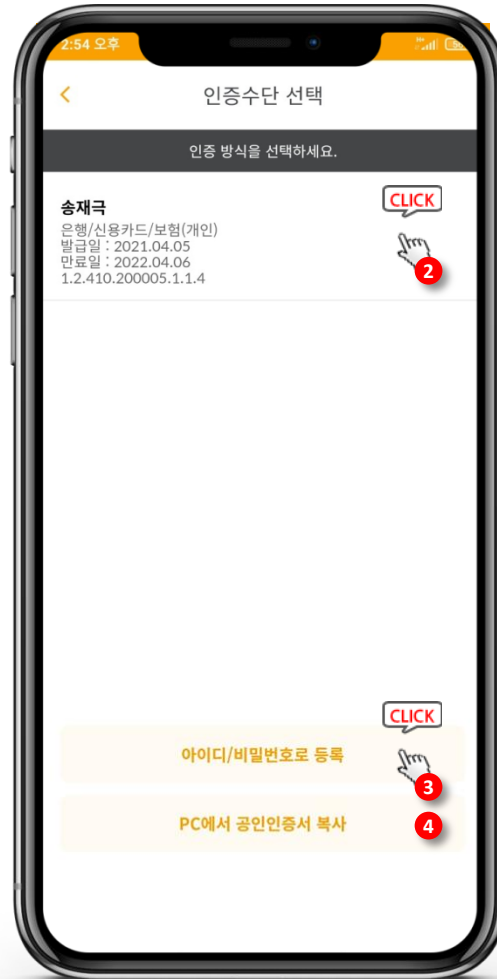 2:54 오후
인증수단 선택
인증 방식을 선택하세요.
송재극
CLICK
은행/신용카드/보험(개인)
발급일 : 2021.04.05
만료일 : 2022.04.06
1.2.410.200005.1.1.4
2
CLICK
아이디/비밀번호로 등록
3
PC에서 공인인증서 복사
4